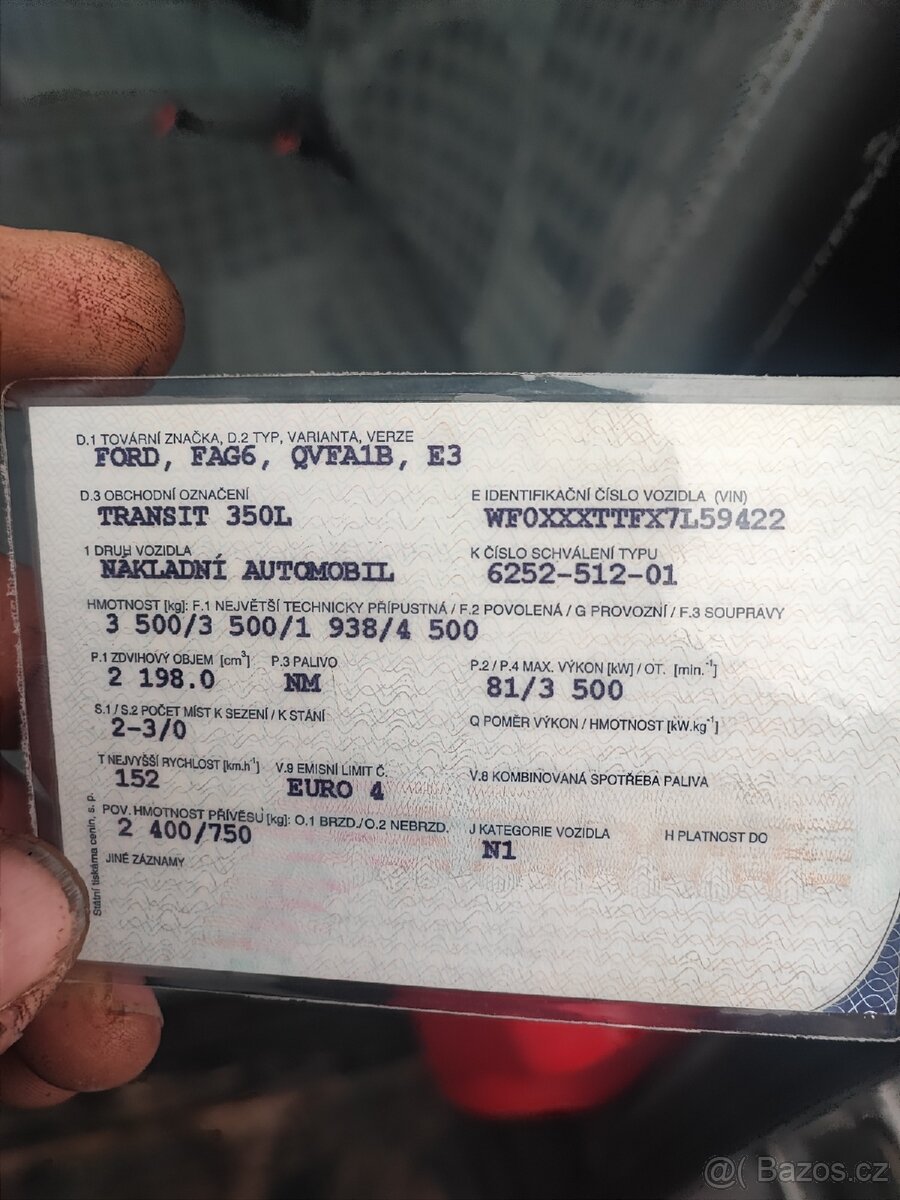 D.1 TOVÁRNÍ ZNAČKA, D.2 TYP, VARIANTA, VERZE
FORD, FAG6, QVFA1B, E3
D.3 OBCHODNÍ OZNAČENÍ
TRANSIT 350L
E IDENTIFIKAČNÍ ČÍSLO VOZIDLA (VIN)
WF0XXXTTFX7L59422
1 DRUH VOZIDLA
NÁKLADNÍ AUTOMOBIL
K ČÍSLO SCHVÁLENÍ TYPU
6252-512-01
HMOTNOST [kg]: F.1 NEJVĚTŠÍ TECHNICKY PŘÍPUSTNÁ / F.2 POVOLENÁ / G PROVOZNÍ / F.3 SOUPRAVY
3 500/3 500/1 938/4 500
P.1 ZDVIHOVÝ OBJEM [cm³]
2 198.0
P.3 PALIVO
NM
P.2 / P.4 MAX. VÝKON [kW] / OT. [min.⁻¹]
81/3 500
S.1 / S.2 POČET MÍST K SEZENÍ / K STÁNÍ
2-3/0
Q POMĚR VÝKON / HMOTNOST [kW.kg⁻¹]
T NEJVYŠŠÍ RYCHLOST [km.h⁻¹]
152
V.9 EMISNÍ LIMIT Č.
EURO 4
V.8 KOMBINOVANÁ SPOTŘEBA PALIVA
POV. HMOTNOST PŘÍVĚSU [kg]: O.1 BRZD./O.2 NEBRZD.
2 400/750
J KATEGORIE VOZIDLA
N1
H PLATNOST DO
JINÉ ZÁZNAMY
Státní tiskárna cenin, s. p.
@( Bazos.cz